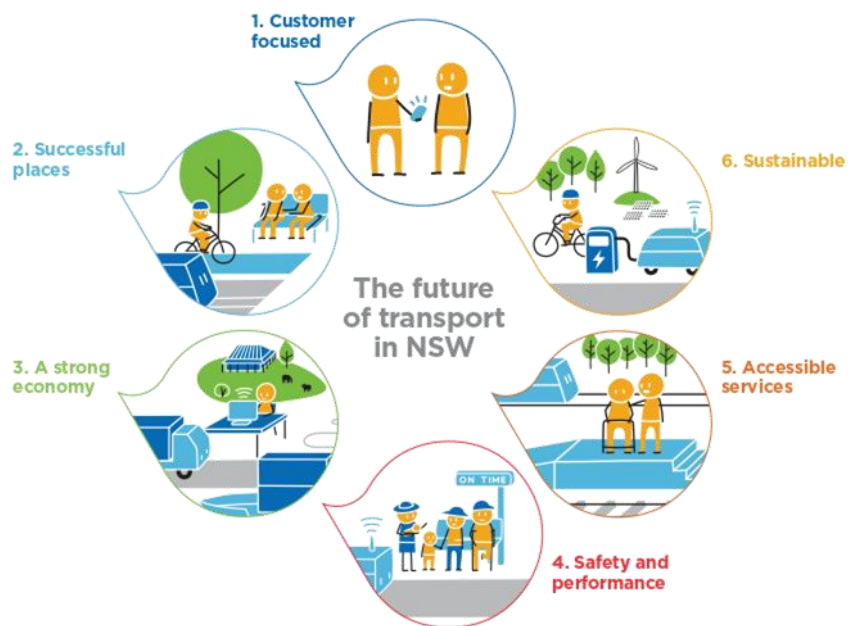 1. Customer
focused
2. Successful
places
6. Sustainable
The future
of transport
in NSW
3. A strong
economy
5. Accessible
services
ON TIME
4. Safety and
performance